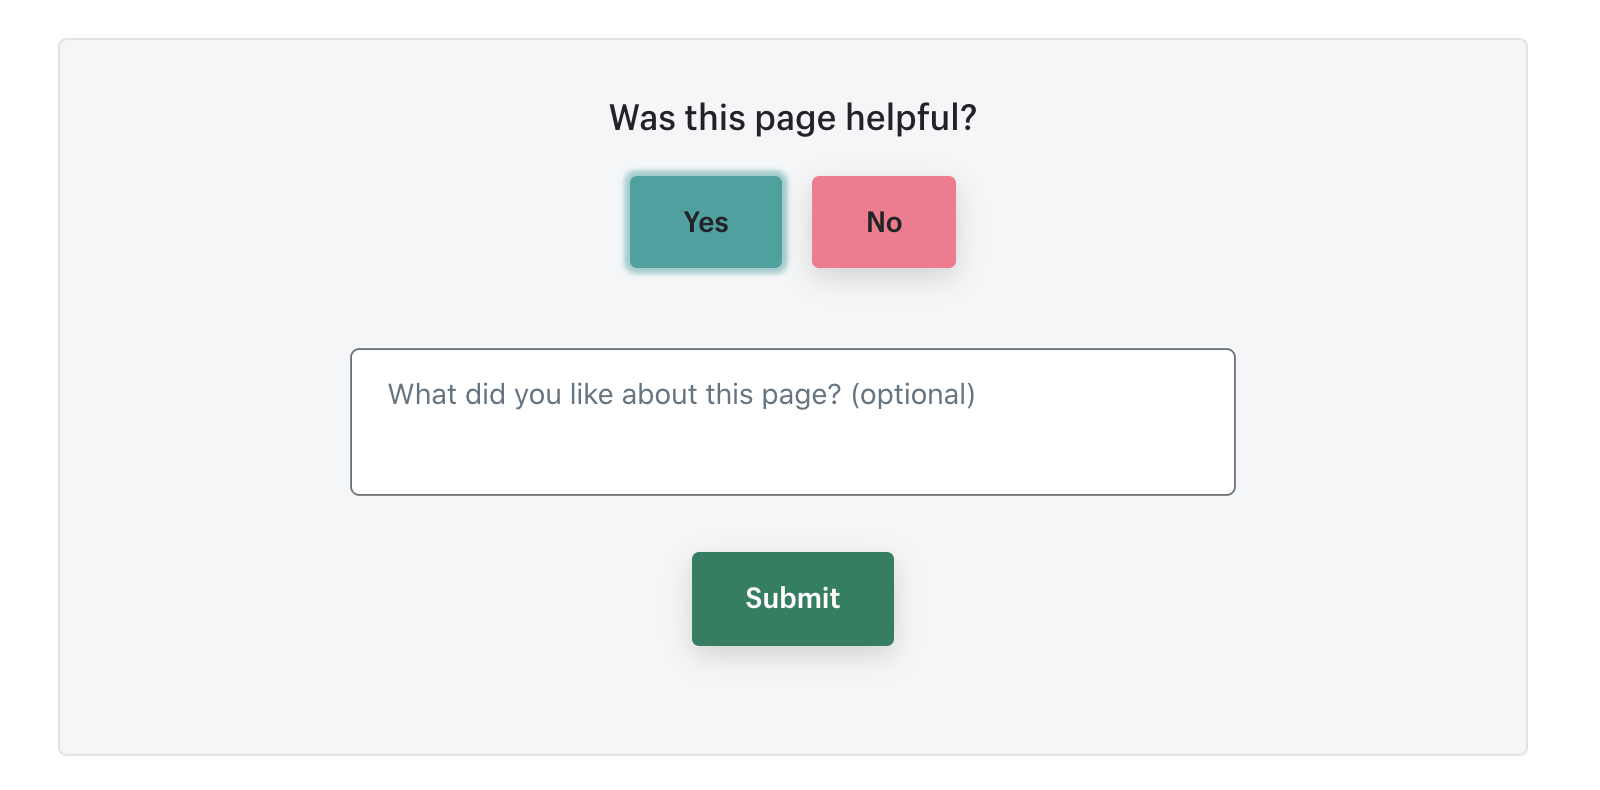 Was this page helpful?
Yes No
What did you like about this page? (optional)
Submit